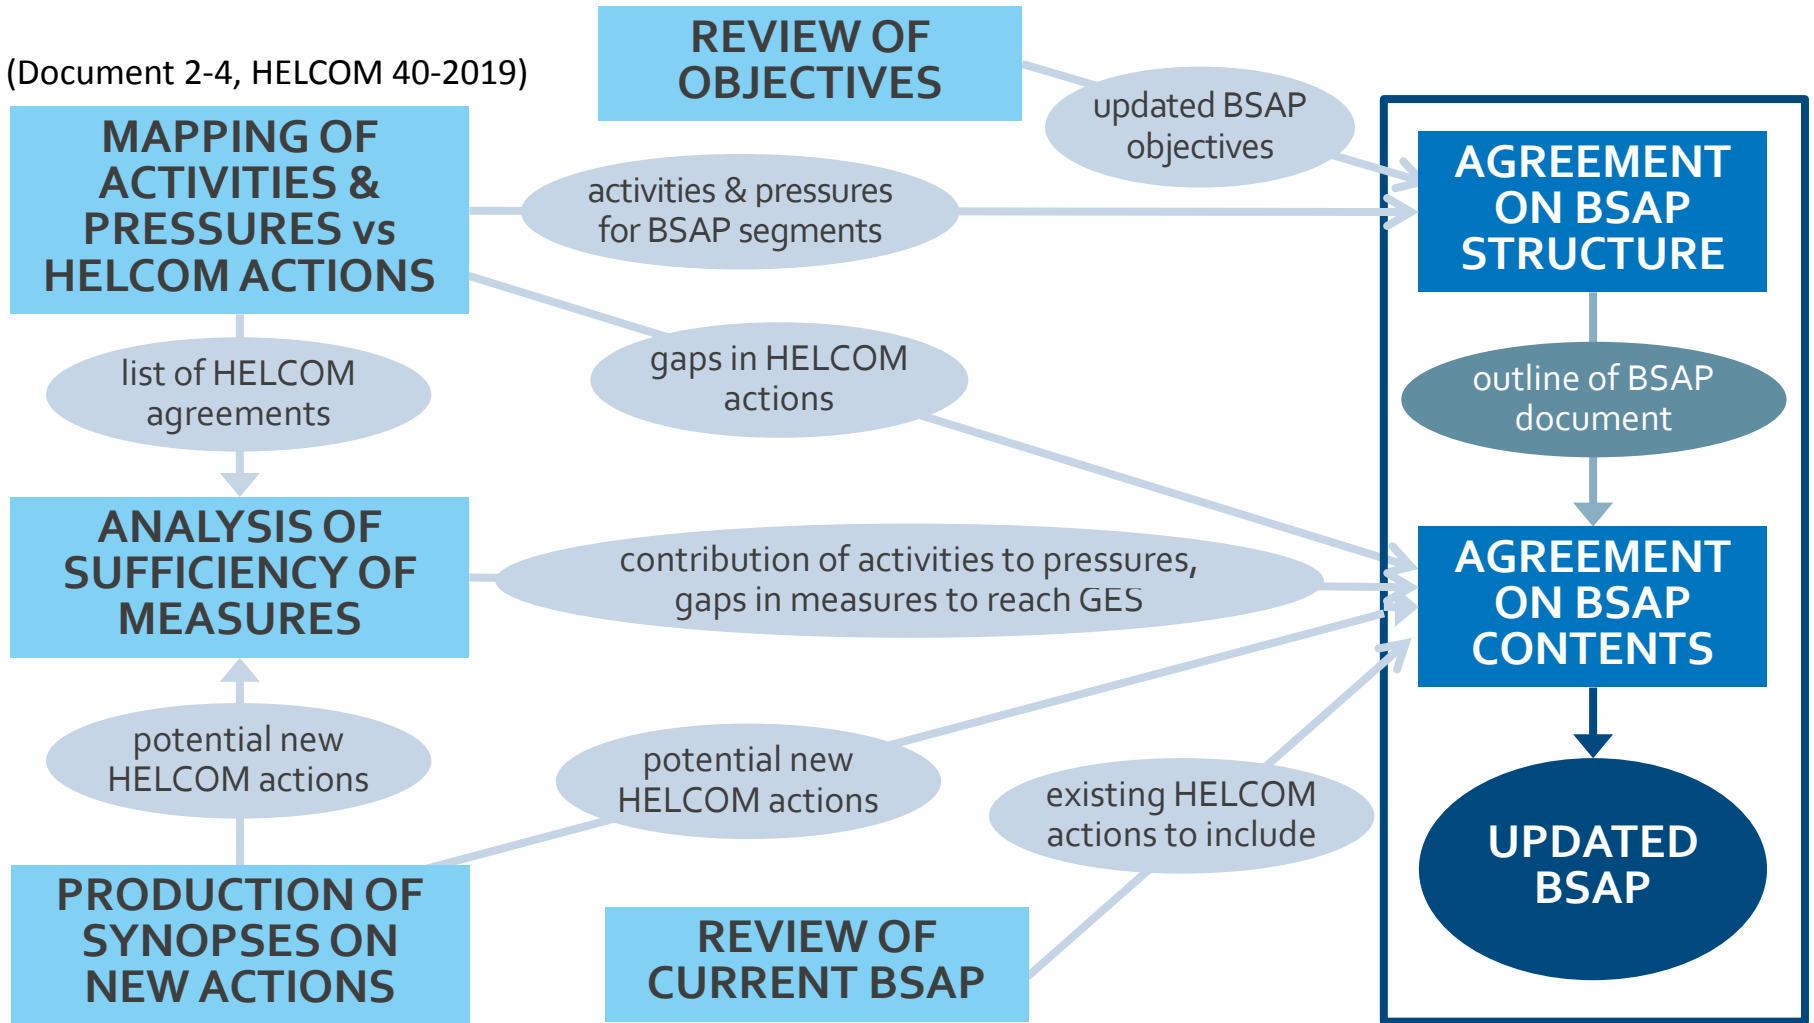 (Document 2-4, HELCOM 40-2019)
REVIEW OF
OBJECTIVES
MAPPING OF
ACTIVITIES &
PRESSURES vs
HELCOM ACTIONS
updated BSAP
objectives
activities & pressures
for BSAP segments
AGREEMENT
ON BSAP
STRUCTURE
list of HELCOM
agreements
gaps in HELCOM
actions
outline of BSAP
document
ANALYSIS OF
SUFFICIENCY OF
MEASURES
contribution of activities to pressures,
gaps in measures to reach GES
AGREEMENT
ON BSAP
CONTENTS
potential new
HELCOM actions
potential new
HELCOM actions
existing HELCOM
actions to include
UPDATED
BSAP
PRODUCTION OF
SYNOPSES ON
NEW ACTIONS
REVIEW OF
CURRENT BSAP